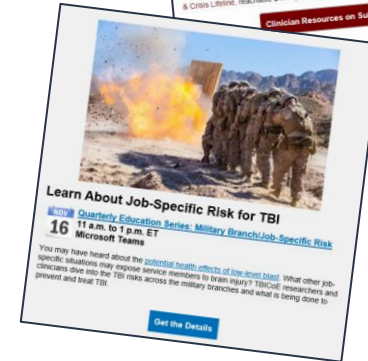 & Crisis Lifeline, reachable
Clinician Resources on Su
Learn About Job-Specific Risk for TBI
NOV
16
Quarterly Education Series: Military Branch/Job-Specific Risk
11 a.m. to 1 p.m. ET
Microsoft Teams
You may have heard about the potential health effects of low-level blast. What other job-
specific situations may expose service members to brain injury? TBICoE researchers and
clinicians dive into the TBI risks across the military branches and what is being done to
prevent and treat TBI.
Get the Details